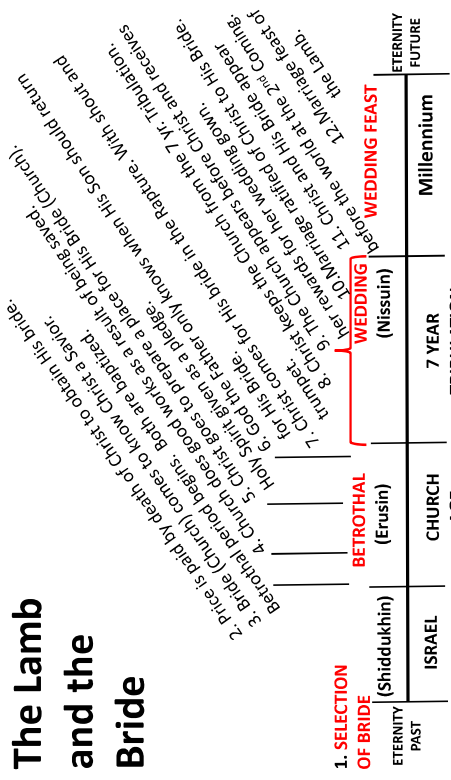 The Lamb
and the
Bride
2. Price is paid by death of Christ to obtain His bride.
3. Bride (Church) comes to know Christ a Savior.
Betrothal period begins. Both are baptized.
4. Church does good works as a result of being saved.
5. Christ goes to prepare a place for His Bride (Church).
Holy Spirit given as a pledge.
6. God the Father only knows when His Son should return
for His Bride.
7. Christ comes for His bride in the Rapture. With shout and
trumpet.
8. Christ keeps the Church from the 7 yr. Tribulation.
9. The Church appears before Christ and receives
her rewards for her wedding gown.
10.Marriage ratified of Christ to His Bride.
11. Christ and His Bride appear
before the world at the 2nd Coming.
12.Marriage feast of
the Lamb.
1. SELECTION
OF BRIDE
(Shiddukhin)
BETROTHAL
(Erusin)
WEDDING
(Nissuin)
WEDDING FEAST
ETERNITY
PAST
ISRAEL
CHURCH
7 YEAR
Millennium
ETERNITY
FUTURE